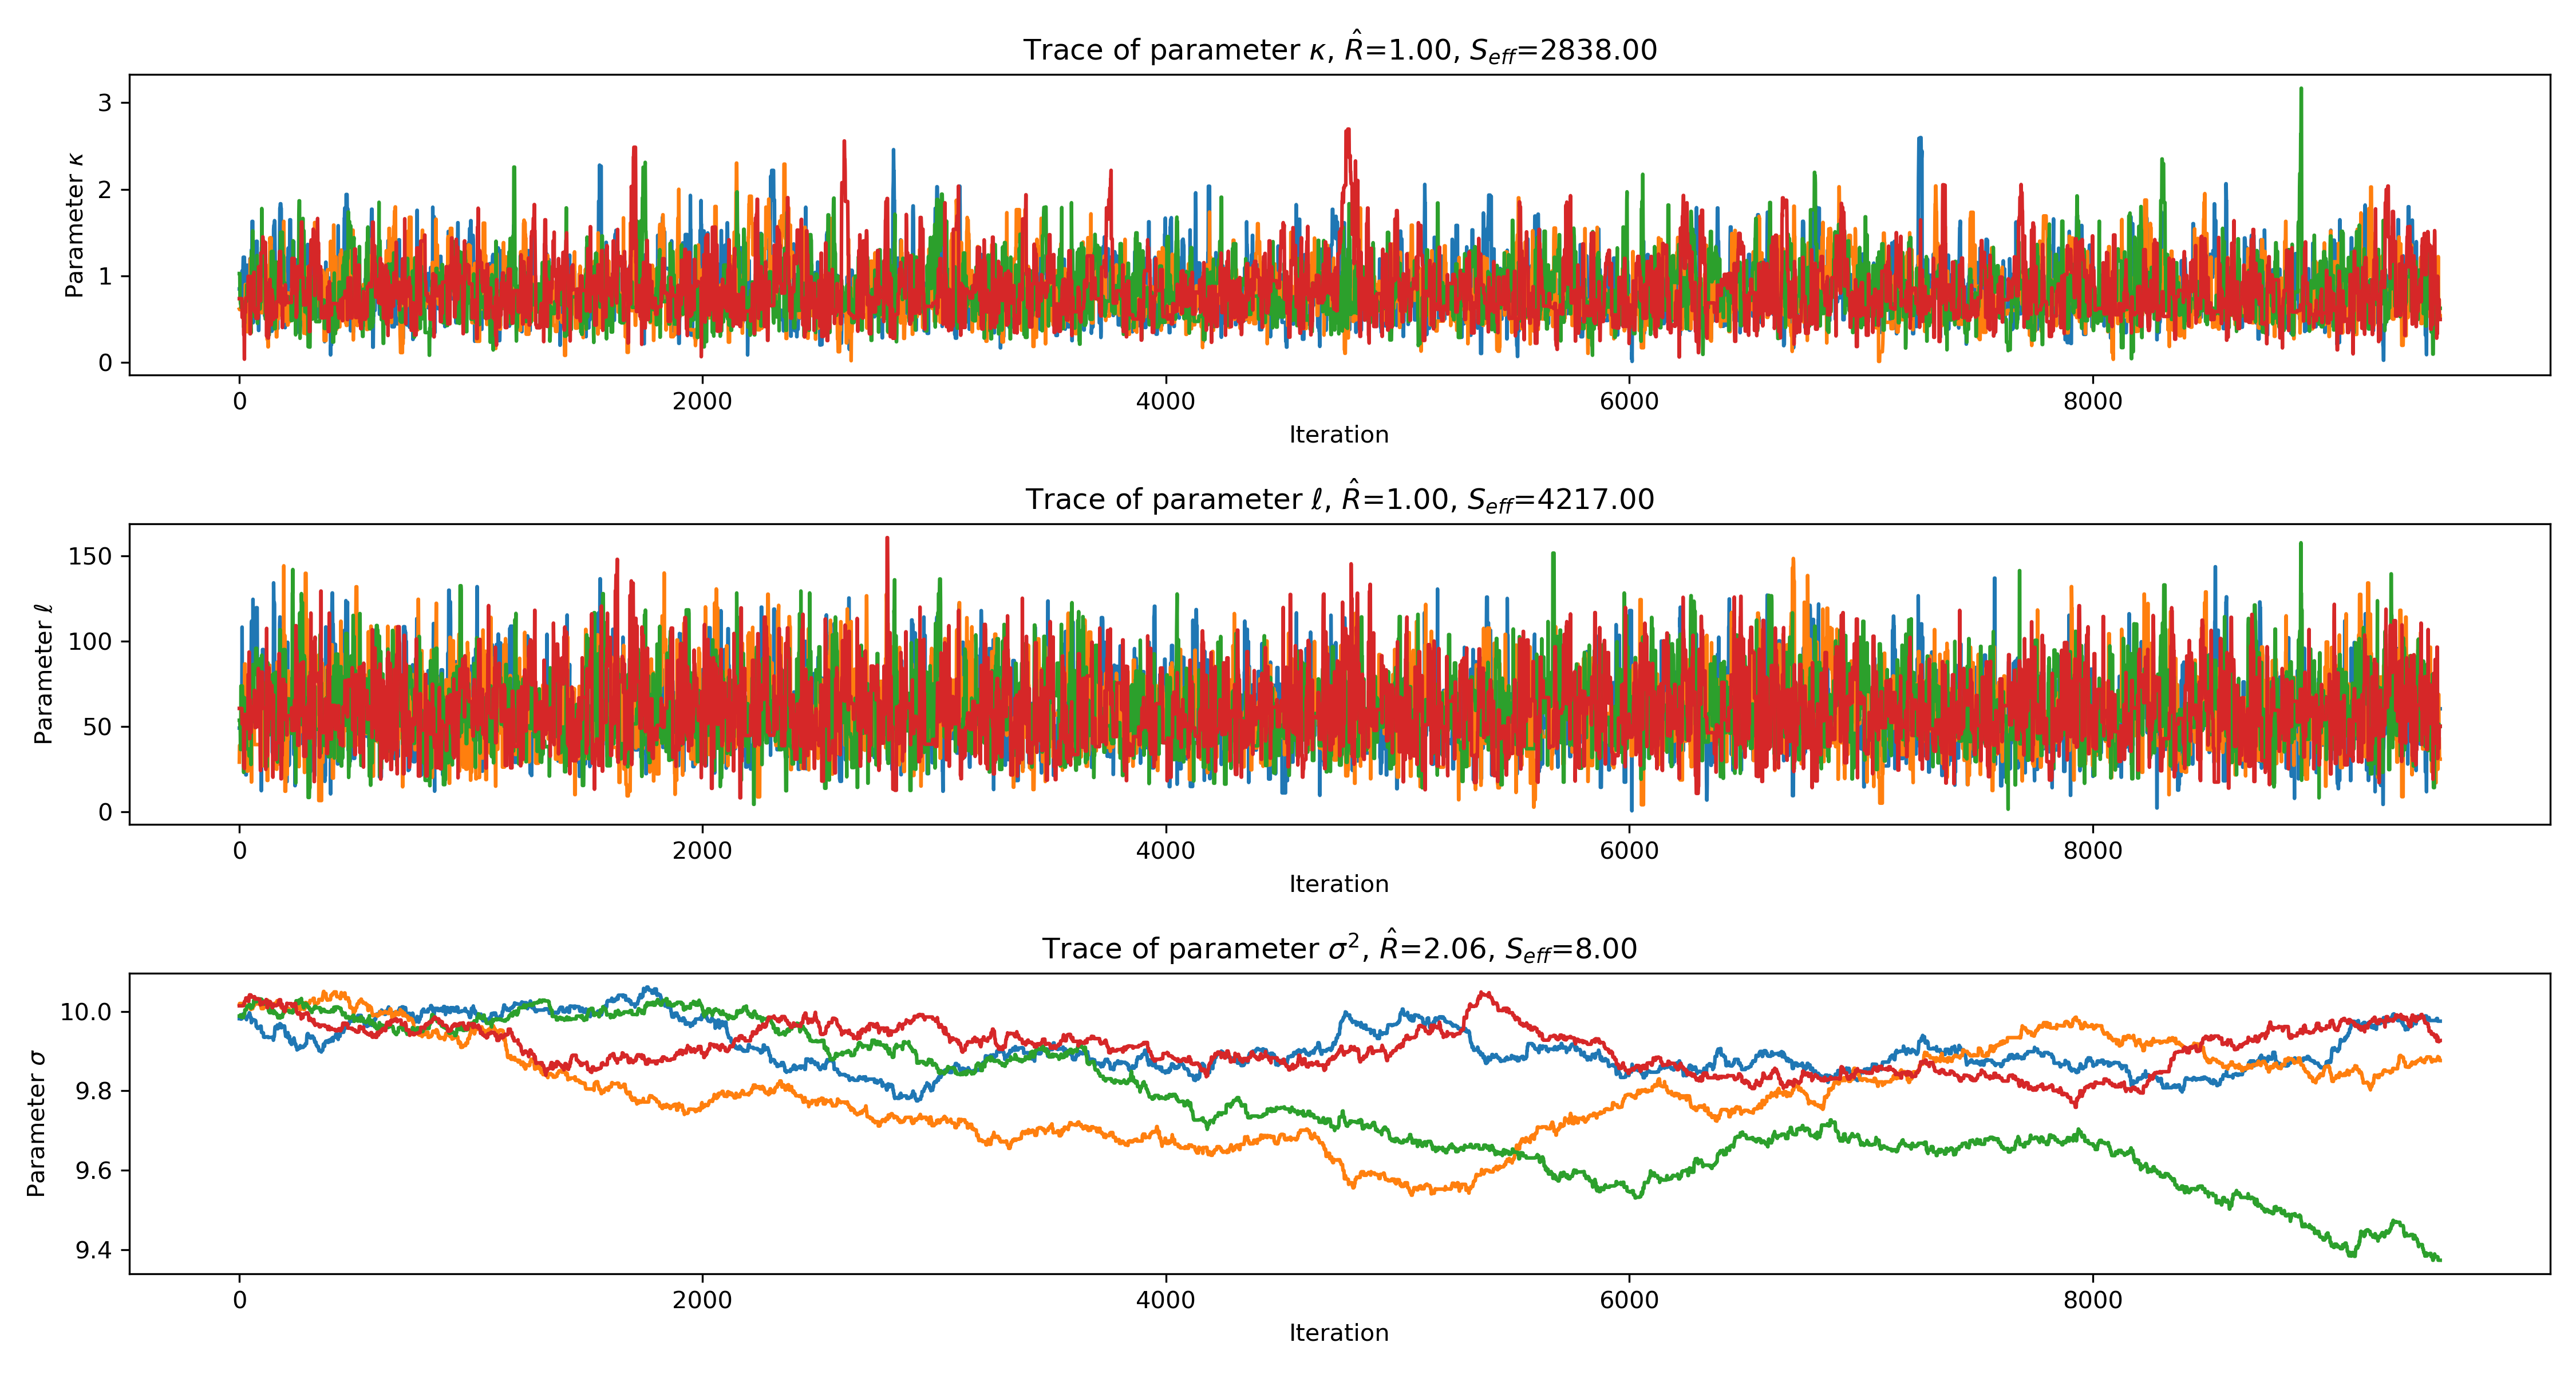 Trace of parameter κ, R̂=1.00, S_eff=2838.00
Parameter κ
3
2
1
0
0 2000 4000 6000 8000
Iteration
Trace of parameter ℓ, R̂=1.00, S_eff=4217.00
Parameter ℓ
150
100
50
0
0 2000 4000 6000 8000
Iteration
Trace of parameter σ², R̂=2.06, S_eff=8.00
Parameter σ
10.0
9.8
9.6
9.4
0 2000 4000 6000 8000
Iteration